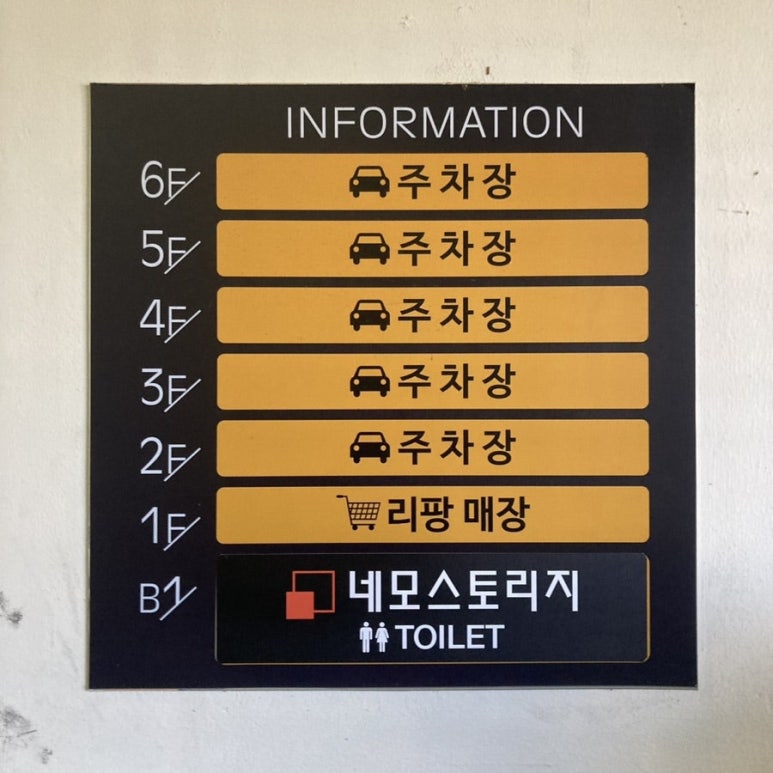 INFORMATION
6F 주차장
5F 주차장
4F 주차장
3F 주차장
2F 주차장
1F 리팡 매장
B1 네모스토리지
TOILET